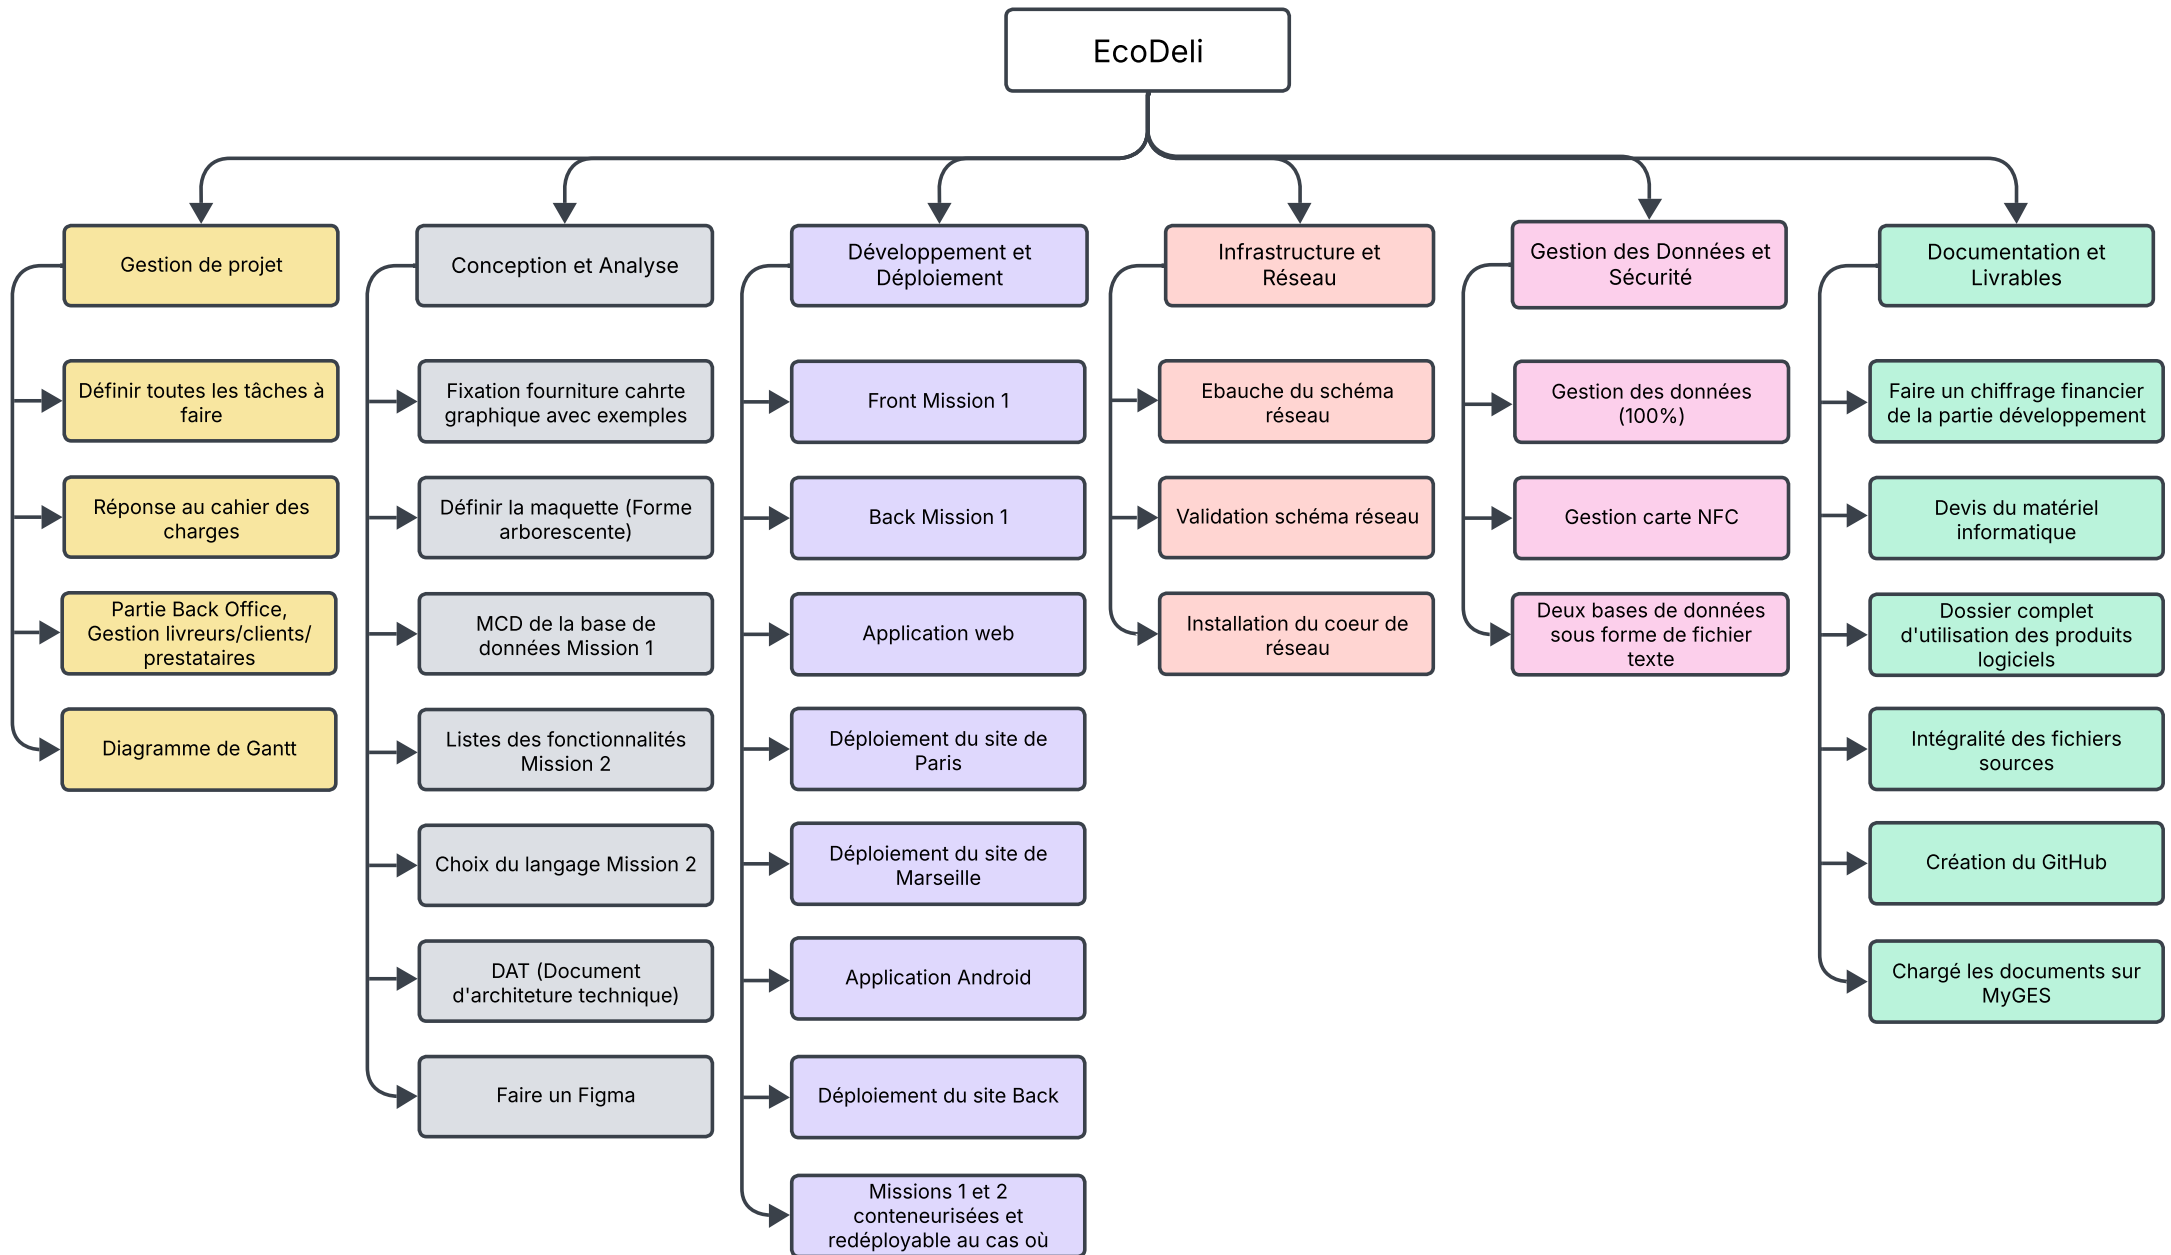 EcoDeli
Gestion de projet
Définir toutes les tâches à
faire
Réponse au cahier des
charges
Partie Back Office,
Gestion livreurs/clients/
prestataires
Diagramme de Gantt
Conception et Analyse
Fixation fourniture cahrte
graphique avec exemples
Définir la maquette (Forme
arborescente)
MCD de la base de
données Mission 1
Listes des fonctionnalités
Mission 2
Choix du langage Mission 2
DAT (Document
d'architeture technique)
Faire un Figma
Développement et
Déploiement
Front Mission 1
Back Mission 1
Application web
Déploiement du site de
Paris
Déploiement du site de
Marseille
Application Android
Déploiement du site Back
Missions 1 et 2
conteneurisées et
redéployable au cas où
Infrastructure et
Réseau
Ebauche du schéma
réseau
Validation schéma réseau
Installation du coeur de
réseau
Gestion des Données et
Sécurité
Gestion des données
(100%)
Gestion carte NFC
Deux bases de données
sous forme de fichier
texte
Documentation et
Livrables
Faire un chiffrage financier
de la partie développement
Devis du matériel
informatique
Dossier complet
d'utilisation des produits
logiciels
Intégralité des fichiers
sources
Création du GitHub
Chargé les documents sur
MyGES